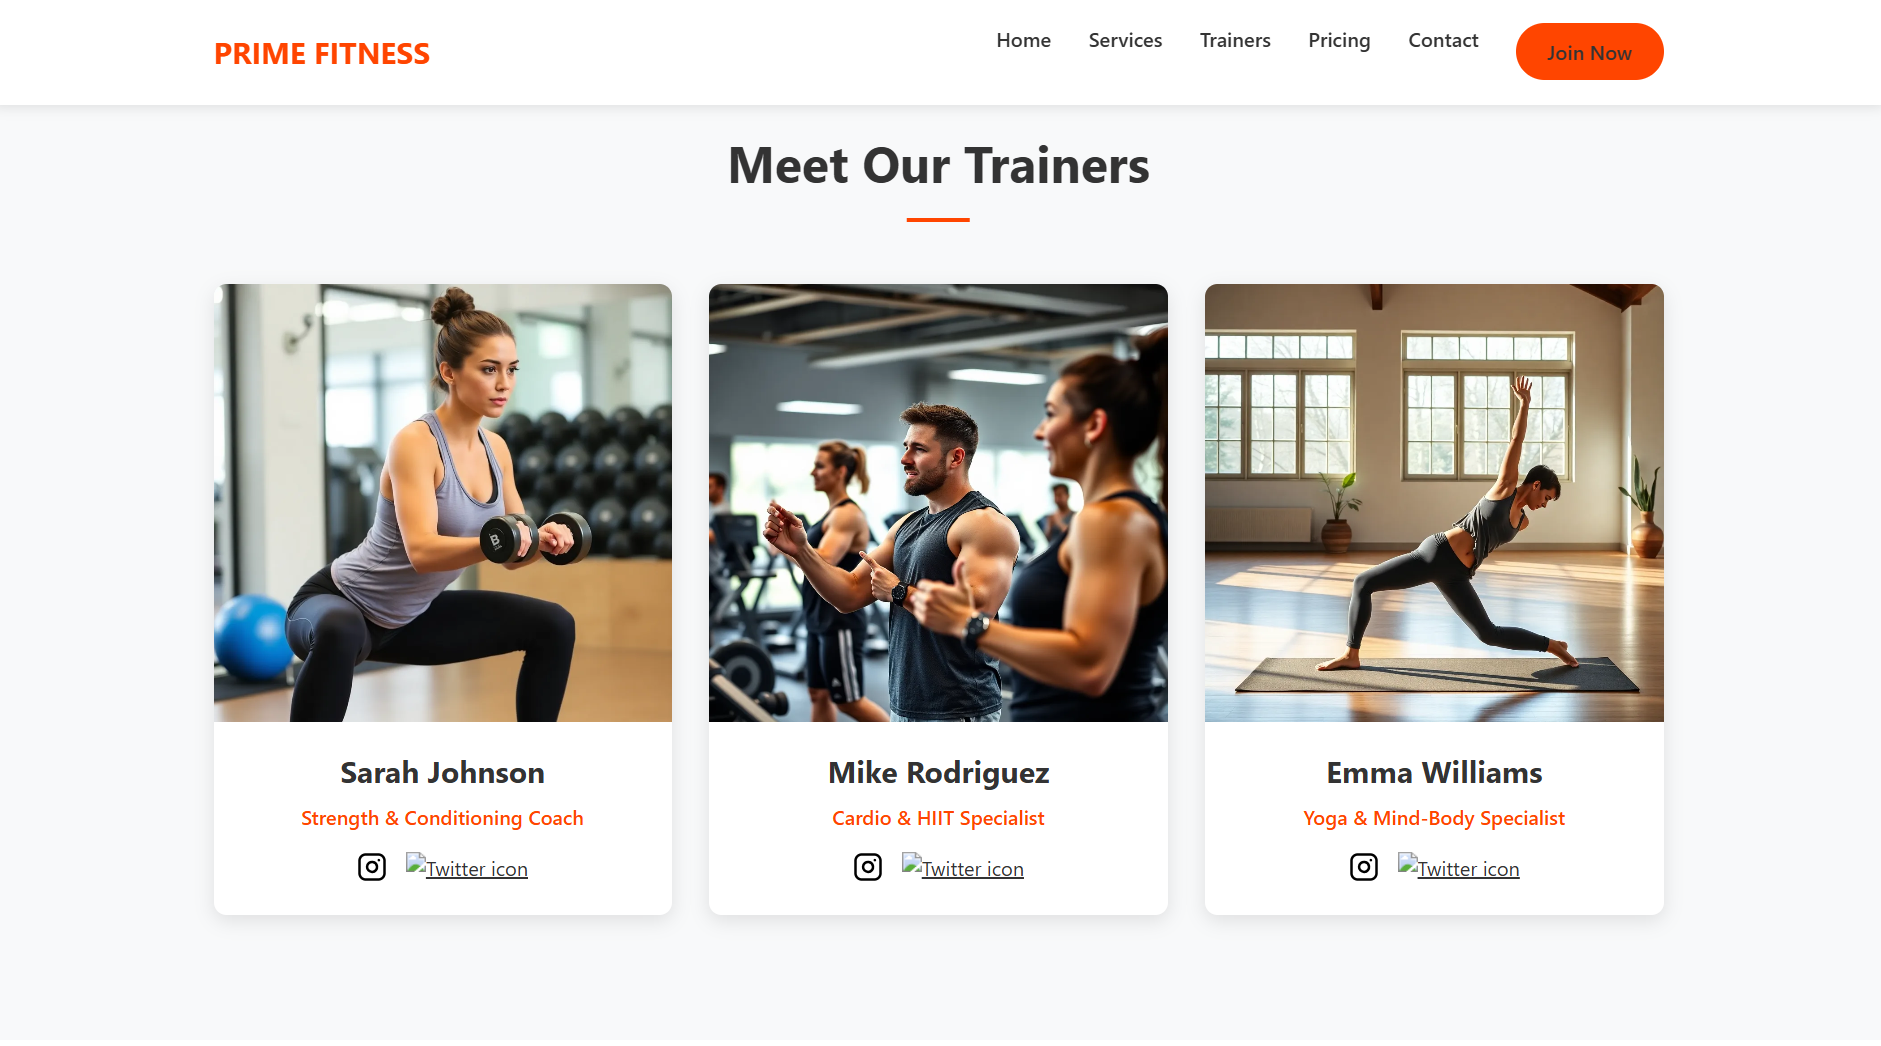 PRIME FITNESS
Home Services Trainers Pricing Contact Join Now
Meet Our Trainers
Sarah Johnson
Strength & Conditioning Coach
Twitter icon
Mike Rodriguez
Cardio & HIIT Specialist
Twitter icon
Emma Williams
Yoga & Mind-Body Specialist
Twitter icon